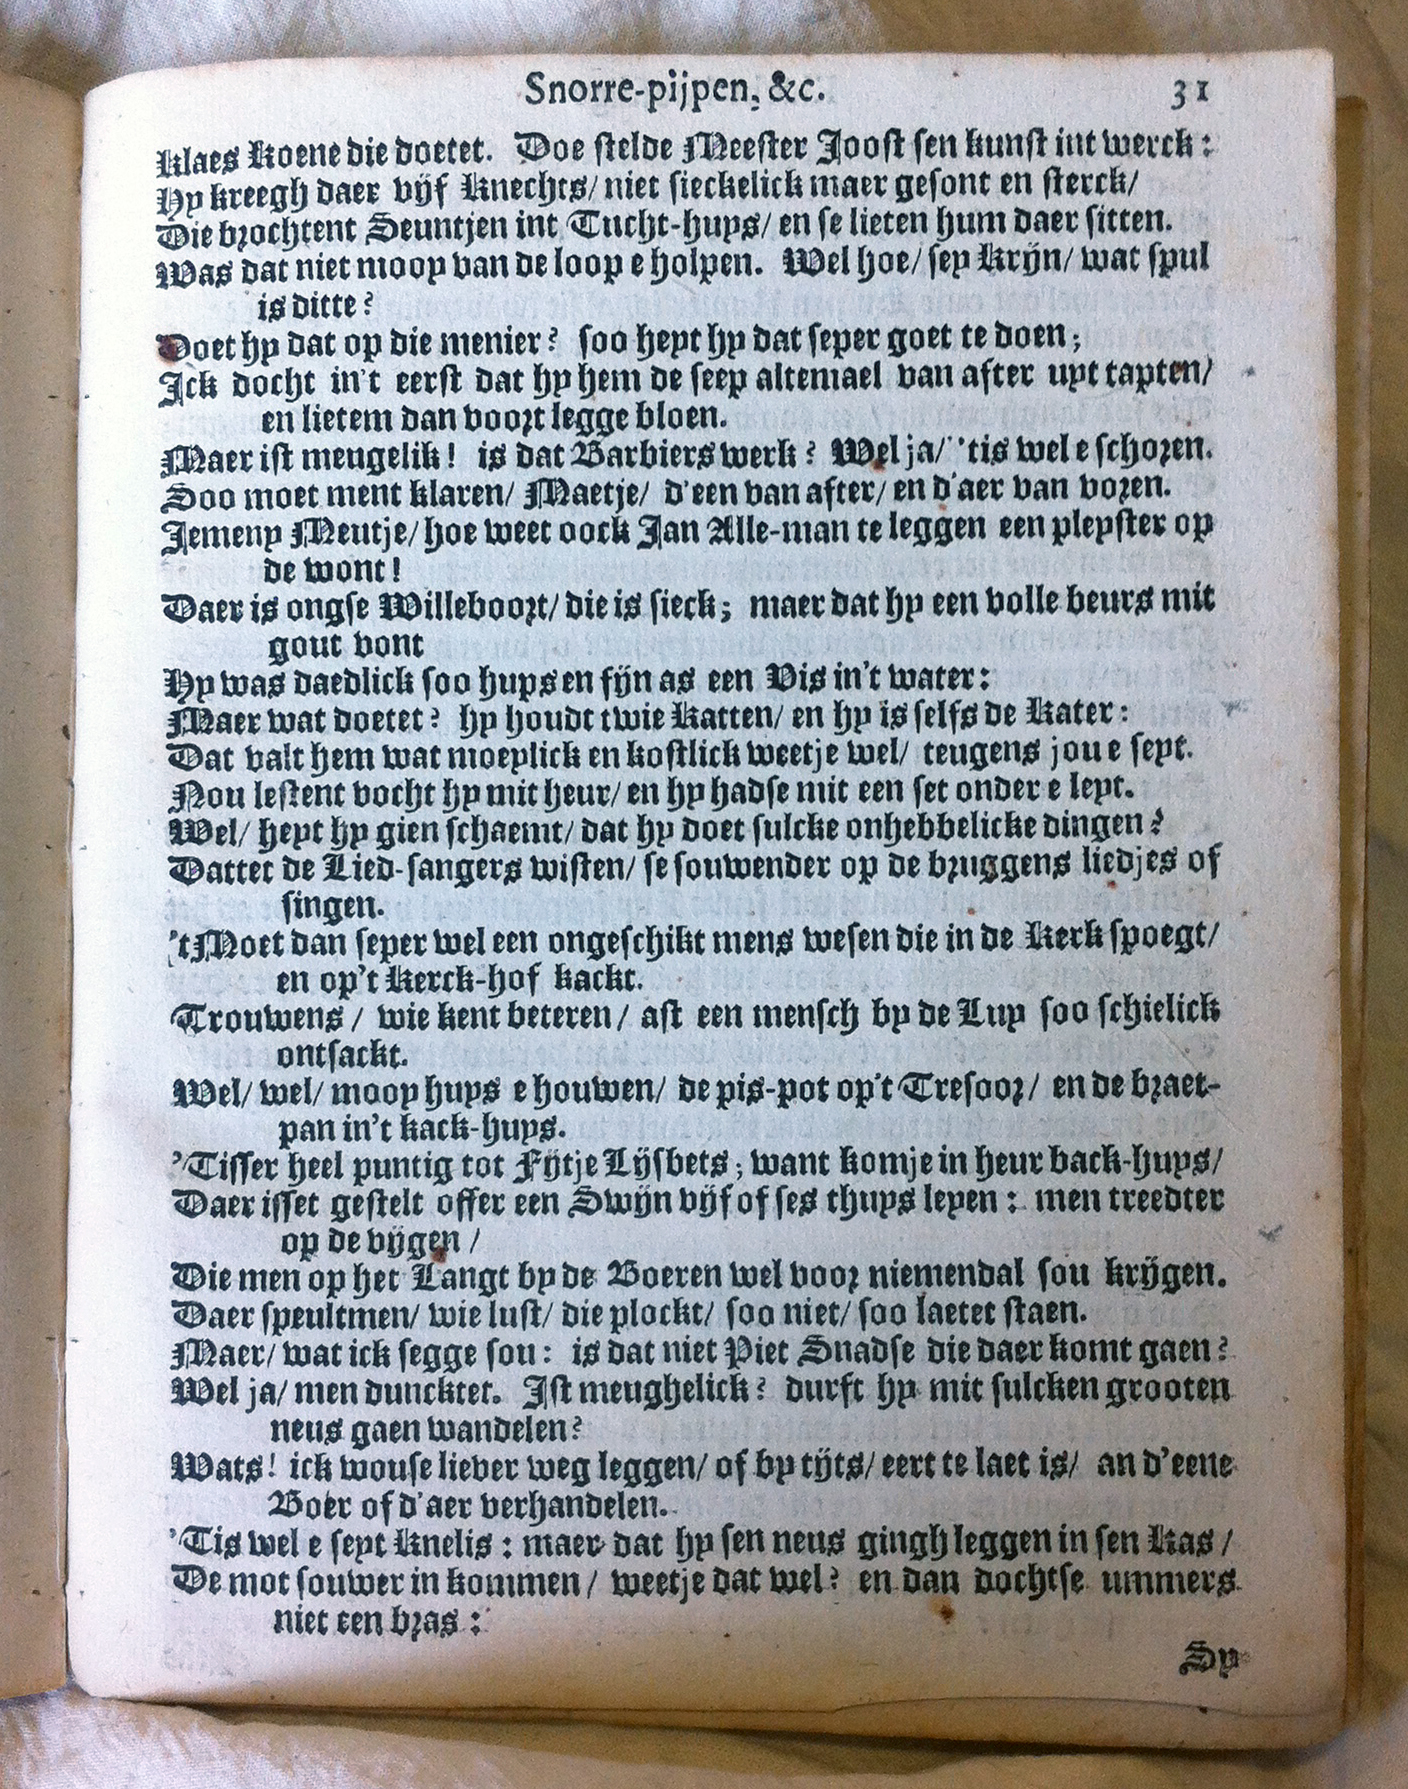 Snorre-pijpen, &c. 31
Klaes Koene die doetet. Doe stelde Meester Joost sen kunst int werck:
Hy kreegh daer vijf Knechts/ niet sieckelick maer gesont en sterck/
Die brochtent Seuntjen int Tucht-huys/ en se lieten hum daer sitten.
Was dat niet mooy van de loop e holpen. Wel hoe/ sey Krijn/ wat spul
is ditte?
Doet hy dat op die menier? soo heyt hy dat seper goet te doen;
Ick docht in't eerst dat hy hem de seep altemael van after uyt tapten/
en lietem dan voort legge bloen.
Maer ist meugelik! is dat Barbiers werk? Wel ja/ 'tis wel e schoren.
Soo moet ment klaren/ Maetje/ d'een van after/ en d'aer van voren.
Jemeny Meutje/ hoe weet oock Jan Alle-man te leggen een pleyster op
de wont!
Daer is ongse Willeboort/ die is sieck; maer dat hy een volle beurs mit
gout vont
Hy was daedlick soo hups en fijn as een Vis in't water:
Maer wat doetet? hy houdt twie Katten/ en hy is selfs de Kater:
Dat valt hem wat moeylick en kostlick weetje wel/ teugens jou e seyt.
Nou lestent vocht hy mit heur/ en hy hadse mit een set onder e leyt.
Wel/ heyt hy gien schaemt/ dat hy doet sulcke onhebbelicke dingen?
Dattet de Lied-sangers wisten/ se souwender op de bruggens liedjes of
singen.
't Moet dan seper wel een ongeschikt mens wesen die in de Kerk spoegt/
en op't Kerck-hof kackt.
Trouwens/ wie kent beteren/ ast een mensch by de Luy soo schielick
ontsackt.
Wel/ wel/ mooy huys e houwen/ de pis-pot op't Tresoor/ en de braet-
pan in't kack-huys.
'Tisser heel puntig tot Fijtje Lijsbets; want komje in heur back-huys/
Daer isset gestelt offer een Swijn vijf of ses thuys leyen: men treedter
op de vijgen/
Die men op het Langt by de Boeren wel voor niemendal sou krijgen.
Daer speultmen/ wie lust/ die plockt/ soo niet/ soo laetet staen.
Maer/ wat ick segge sou: is dat niet Piet Snadse die daer komt gaen?
Wel ja/ men duncktet. Ist meughelick? durft hy mit sulcken grooten
neus gaen wandelen?
Wats! ick wouse liever weg leggen/ of by tijts/ eert te laet is/ an d'eene
Boer of d'aer verhandelen.
'Tis wel e seyt Knelis: maer dat hy sen neus gingh leggen in sen Kas/
De mot souwer in kommen/ weetje dat wel? en dan dochtse ummers
niet een bras:
Sy